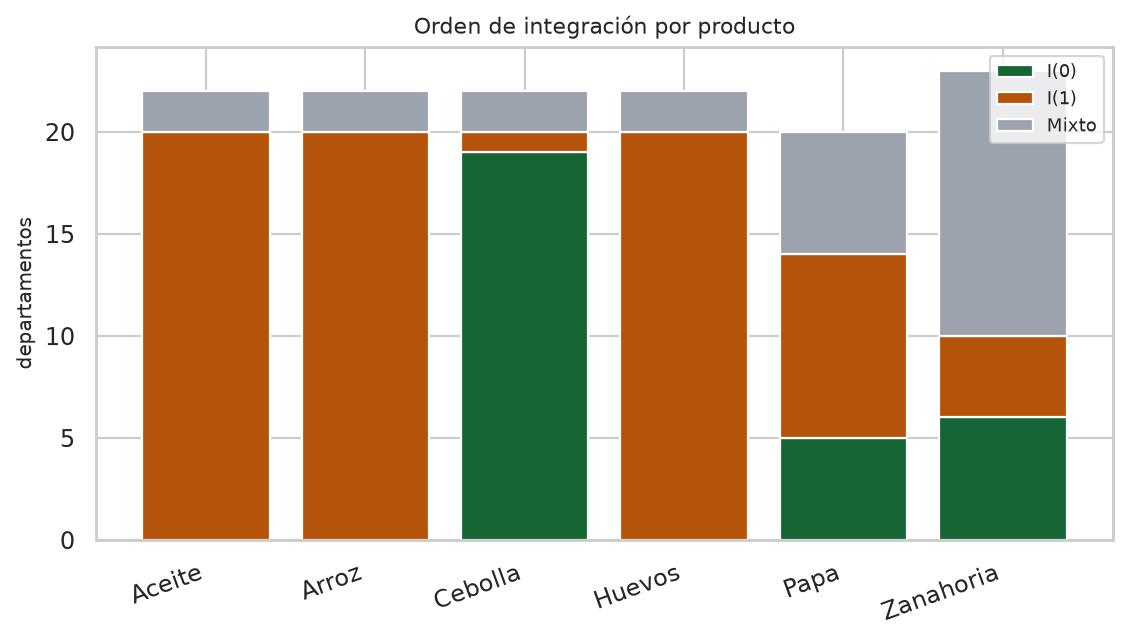 Orden de integración por producto
I(0)
I(1)
Mixto
departamentos
20
15
10
5
0
Aceite
Arroz
Cebolla
Huevos
Papa
Zanahoria